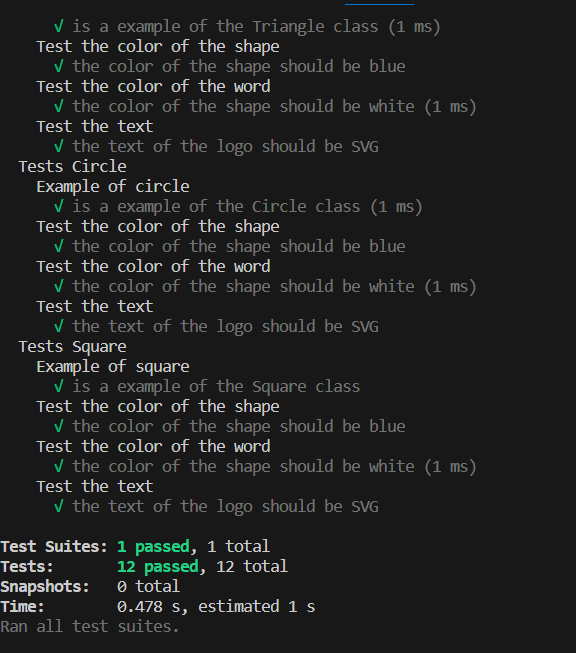 √ is a example of the Triangle class (1 ms)
Test the color of the shape
√ the color of the shape should be blue
Test the color of the word
√ the color of the shape should be white (1 ms)
Test the text
√ the text of the logo should be SVG
Tests Circle
Example of circle
√ is a example of the Circle class (1 ms)
Test the color of the shape
√ the color of the shape should be blue
Test the color of the word
√ the color of the shape should be white (1 ms)
Test the text
√ the text of the logo should be SVG
Tests Square
Example of square
√ is a example of the Square class
Test the color of the shape
√ the color of the shape should be blue
Test the color of the word
√ the color of the shape should be white (1 ms)
Test the text
√ the text of the logo should be SVG
Test Suites: 1 passed, 1 total
Tests: 12 passed, 12 total
Snapshots: 0 total
Time: 0.478 s, estimated 1 s
Ran all test suites.